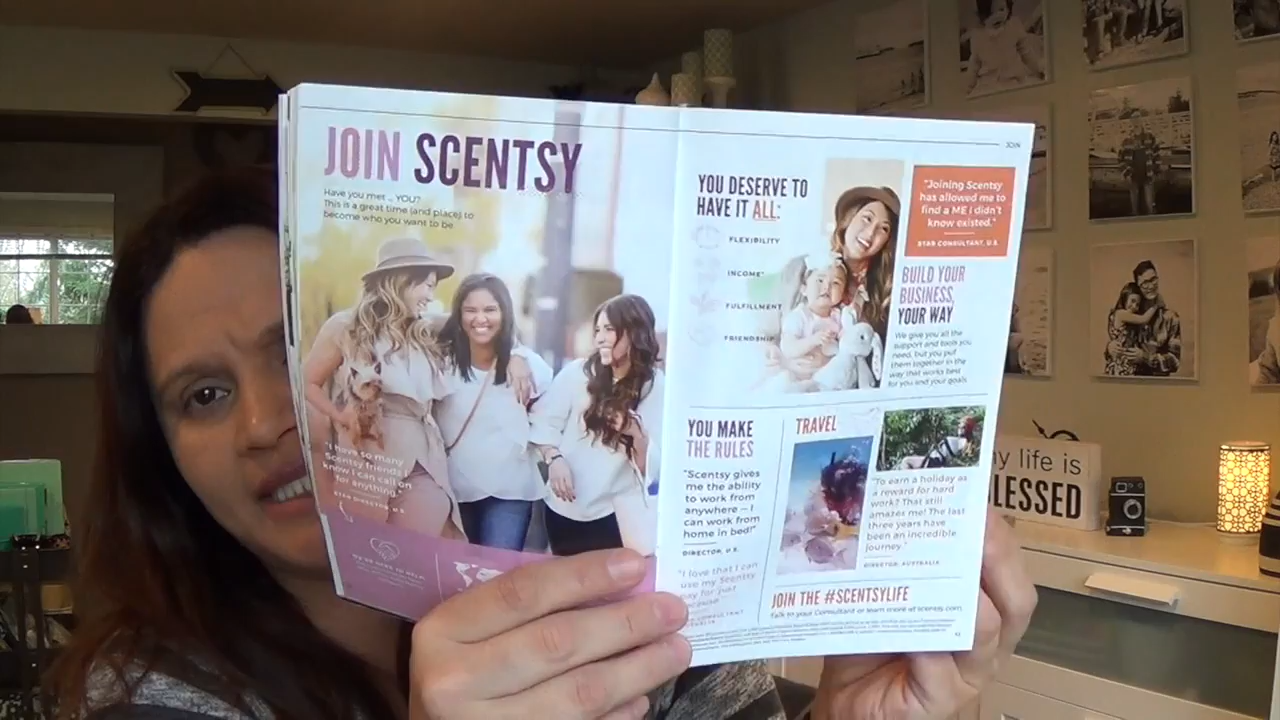 JOIN SCENTSY
Have you met ... YOU?
This is a great time (and place) to
become who you want to be.
"I have so many
Scentsy friends I
know I can call on
for anything."
STAR DIRECTOR, U.S.
JOIN
YOU DESERVE TO
HAVE IT ALL:
FLEXIBILITY
INCOME*
FULFILLMENT
FRIENDSHIP
"Joining Scentsy
has allowed me to
find a ME I didn't
know existed."
STAR CONSULTANT, U.S.
BUILD YOUR
BUSINESS,
YOUR WAY
We give you all the
support and tools you
need, but you put
them together in the
way that works best
for you and your goals.
YOU MAKE
THE RULES
"Scentsy gives
me the ability
to work from
anywhere — I
can work from
home in bed!"
DIRECTOR, U.S.
"I love that I can
use my Scentsy
pay for just
TRAVEL
"To earn a holiday as
a reward for hard
work? That still
amazes me! The last
three years have
been an incredible
journey."
DIRECTOR, AUSTRALIA
JOIN THE #SCENTSYLIFE
Talk to your Consultant or learn more at scentsy.com.
my life is
BLESSED